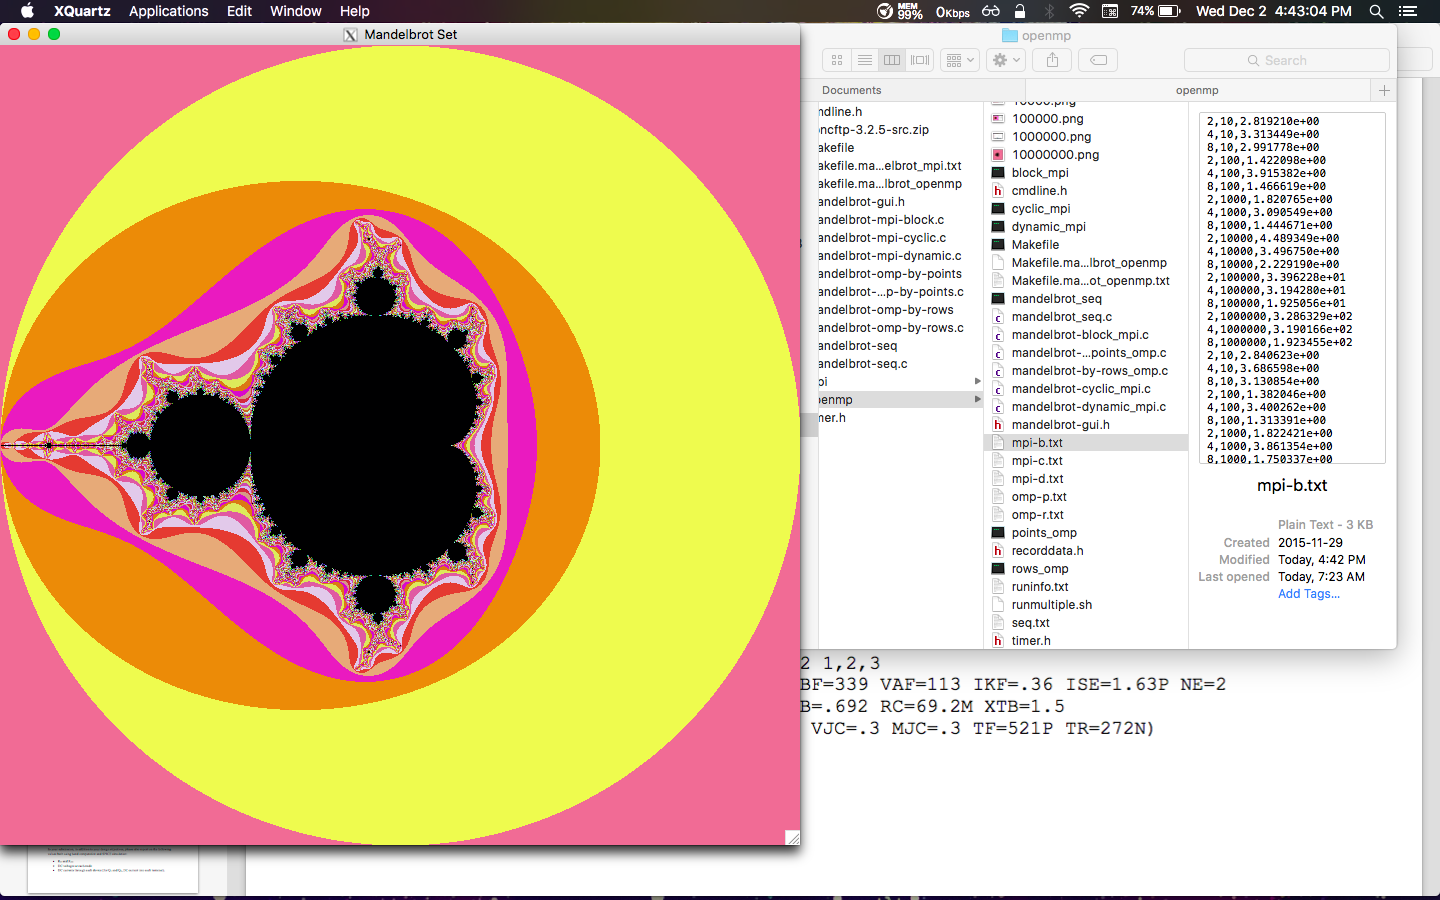 XQuartz Applications Edit Window Help
MEM 99% 0Kbps 74% Wed Dec 2 4:43:04 PM
Mandelbrot Set
openmp
Search
Documents
openmp
ndline.h
ncftp-3.2.5-src.zip
akefile
akefile.ma...elbrot_mpi.txt
akefile.ma...lbrot_openmp
andelbrot-gui.h
andelbrot-mpi-block.c
andelbrot-mpi-cyclic.c
andelbrot-mpi-dynamic.c
andelbrot-omp-by-points
andelbrot-...p-by-points.c
andelbrot-omp-by-rows
andelbrot-omp-by-rows.c
andelbrot-seq
andelbrot-seq.c
pi
penmp
mer.h
10000.png
100000.png
1000000.png
10000000.png
block_mpi
cmdline.h
cyclic_mpi
dynamic_mpi
Makefile
Makefile.ma...lbrot_openmp
Makefile.ma...ot_openmp.txt
mandelbrot_seq
mandelbrot_seq.c
mandelbrot-block_mpi.c
mandelbrot-...points_omp.c
mandelbrot-by-rows_omp.c
mandelbrot-cyclic_mpi.c
mandelbrot-dynamic_mpi.c
mandelbrot-gui.h
mpi-b.txt
mpi-c.txt
mpi-d.txt
omp-p.txt
omp-r.txt
points_omp
recorddata.h
rows_omp
runinfo.txt
runmultiple.sh
seq.txt
timer.h
2,10,2.819210e+00
4,10,3.313449e+00
8,10,2.991778e+00
2,100,1.422098e+00
4,100,3.915382e+00
8,100,1.466619e+00
2,1000,1.820765e+00
4,1000,3.090549e+00
8,1000,1.444671e+00
2,10000,4.489349e+00
4,10000,3.496750e+00
8,10000,2.229190e+00
2,100000,3.396228e+01
4,100000,3.194280e+01
8,100000,1.925056e+01
2,1000000,3.286329e+02
4,1000000,3.190166e+02
8,1000000,1.923455e+02
2,10,2.840623e+00
4,10,3.686598e+00
8,10,3.130854e+00
2,100,1.382046e+00
4,100,3.400262e+00
8,100,1.313391e+00
2,1000,1.822421e+00
4,1000,3.861354e+00
8,1000,1.750337e+00
mpi-b.txt
Plain Text - 3 KB
Created 2015-11-29
Modified Today, 4:42 PM
Last opened Today, 7:23 AM
Add Tags...
2 1,2,3
BF=339 VAF=113 IKF=.36 ISE=1.63P NE=2
B=.692 RC=69.2M XTB=1.5
VJC=.3 MJC=.3 TF=521P TR=272N)